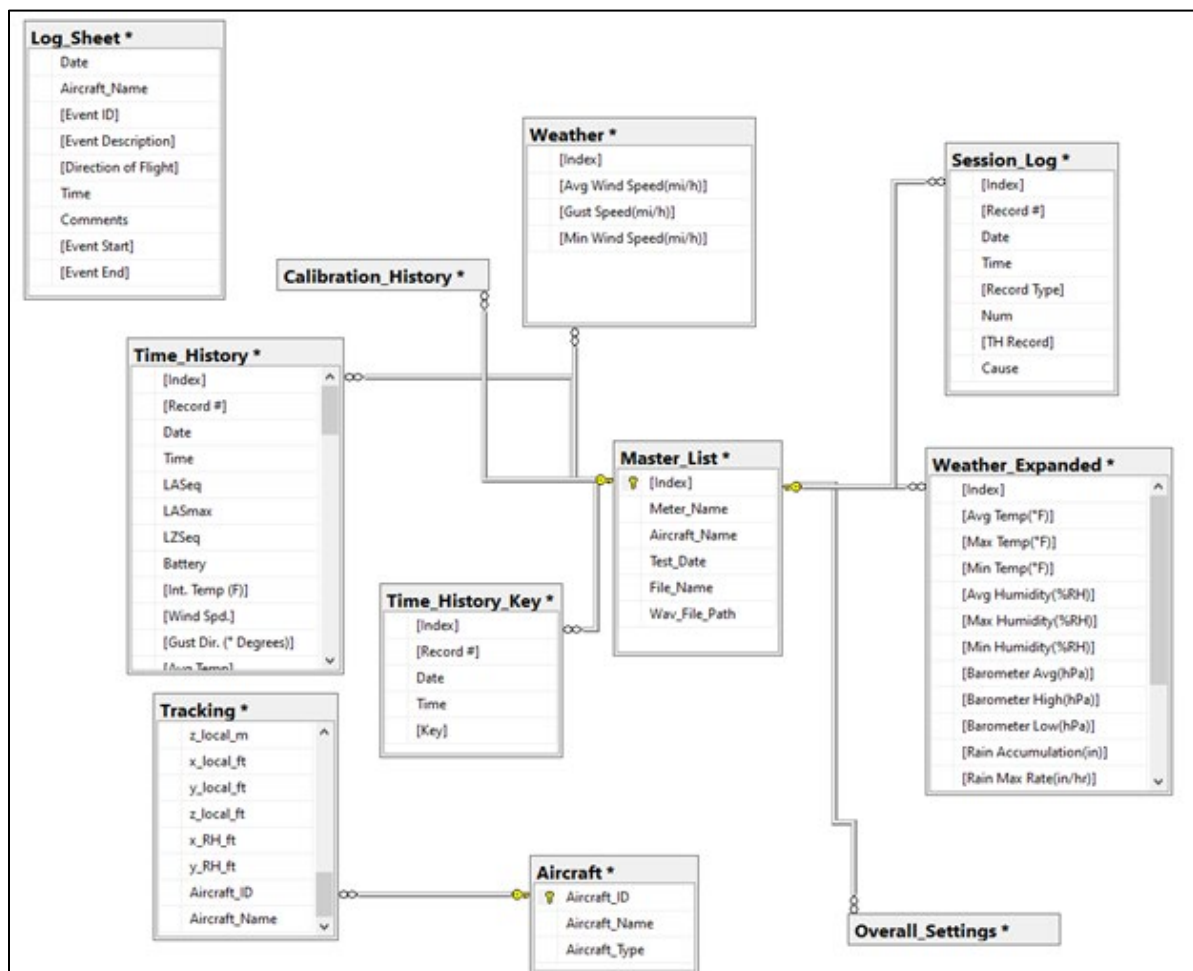 Log_Sheet *
Date
Aircraft_Name
[Event ID]
[Event Description]
[Direction of Flight]
Time
Comments
[Event Start]
[Event End]
Weather *
[Index]
[Avg Wind Speed(mi/h)]
[Gust Speed(mi/h)]
[Min Wind Speed(mi/h)]
Session_Log *
[Index]
[Record #]
Date
Time
[Record Type]
Num
[TH Record]
Cause
Calibration_History *
Time_History *
[Index]
[Record #]
Date
Time
LASeq
LASmax
LZSeq
Battery
[Int. Temp (F)]
[Wind Spd.]
[Gust Dir. (° Degrees)]
[Avg Temp]
Master_List *
[Index]
Meter_Name
Aircraft_Name
Test_Date
File_Name
Wav_File_Path
Weather_Expanded *
[Index]
[Avg Temp(°F)]
[Max Temp(°F)]
[Min Temp(°F)]
[Avg Humidity(%RH)]
[Max Humidity(%RH)]
[Min Humidity(%RH)]
[Barometer Avg(hPa)]
[Barometer High(hPa)]
[Barometer Low(hPa)]
[Rain Accumulation(in)]
[Rain Max Rate(in/hr)]
Time_History_Key *
[Index]
[Record #]
Date
Time
[Key]
Tracking *
z_local_m
x_local_ft
y_local_ft
z_local_ft
x_RH_ft
y_RH_ft
Aircraft_ID
Aircraft_Name
Aircraft *
Aircraft_ID
Aircraft_Name
Aircraft_Type
Overall_Settings *